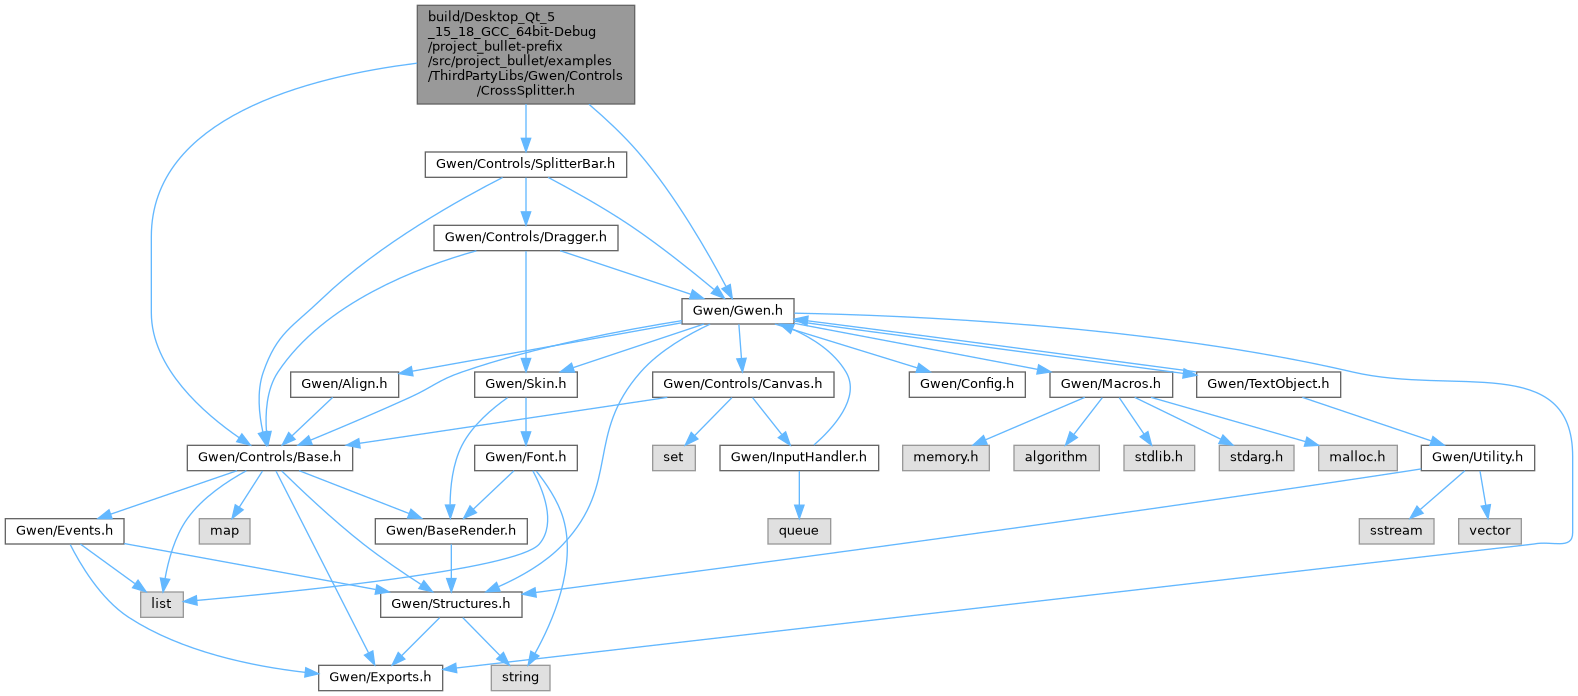 build/Desktop_Qt_5
_15_18_GCC_64bit-Debug
/project_bullet-prefix
/src/project_bullet/examples
/ThirdPartyLibs/Gwen/Controls
/CrossSplitter.h
Gwen/Controls/SplitterBar.h
Gwen/Controls/Dragger.h
Gwen/Gwen.h
Gwen/Align.h
Gwen/Skin.h
Gwen/Controls/Canvas.h
Gwen/Config.h
Gwen/Macros.h
Gwen/TextObject.h
Gwen/Controls/Base.h
Gwen/Font.h
set
Gwen/InputHandler.h
memory.h
algorithm
stdlib.h
stdarg.h
malloc.h
Gwen/Utility.h
Gwen/Events.h
map
Gwen/BaseRender.h
queue
sstream
vector
list
Gwen/Structures.h
Gwen/Exports.h
string